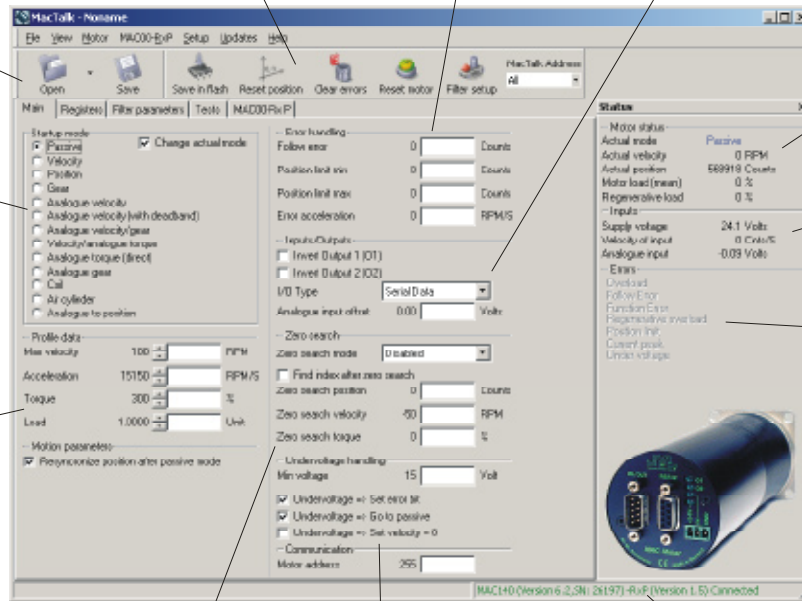 MacTalk - Noname
File View Motor MAC00-RxP Setup Updates Help
Open Save Save in flash Reset position Clear errors Reset motor Filter setup MacTalk Address
All
Main Registers Filter parameters Tests MAC00-RxP
Startup mode
Change actual mode
Passive
Velocity
Position
Gear
Analogue velocity
Analogue velocity (with deadband)
Analogue velocity/gear
Velocity/analogue torque
Analogue torque (direct)
Analogue gear
Coil
Air cylinder
Analogue to position
Profile data
Max velocity 100 RPM
Acceleration 15150 RPM/S
Torque 300 %
Load 1.0000 Unit
Motion parameters
Resyncronize position after passive mode
Error handling
Follow error 0 Counts
Position limit min 0 Counts
Position limit max 0 Counts
Error acceleration 0 RPM/S
Inputs/Outputs
Invert Output 1 (O1)
Invert Output 2 (O2)
I/O Type Serial Data
Analogue input offset 0.00 Volts
Zero search
Zero search mode Disabled
Find index after zero search
Zero search position 0 Counts
Zero search velocity -50 RPM
Zero search torque 0 %
Undervoltage handling
Min voltage 15 Volt
Undervoltage => Set error bit
Undervoltage => Go to passive
Undervoltage => Set velocity = 0
Communication
Motor address 255
Status
Motor status
Actual mode Passive
Actual velocity 0 RPM
Actual position 569918 Counts
Motor load (mean) 0 %
Regenerative load 0 %
Inputs
Supply voltage 24.1 Volts
Velocity of input 0 Cnts/S
Analogue input -0.09 Volts
Errors
Overload
Follow Error
Function Error
Regenerative overload
Position limit
Current peak
Under voltage
MAC Motor
CE
MAC140 (Version 6.2, SN: 26197) -RxP (Version 1.5) Connected